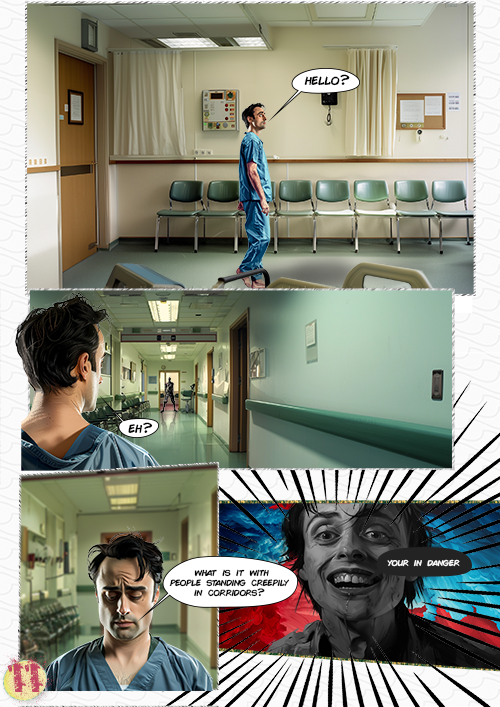 HELLO?
EH?
WHAT IS IT WITH
PEOPLE STANDING CREEPILY
IN CORRIDORS?
YOUR IN DANGER
11